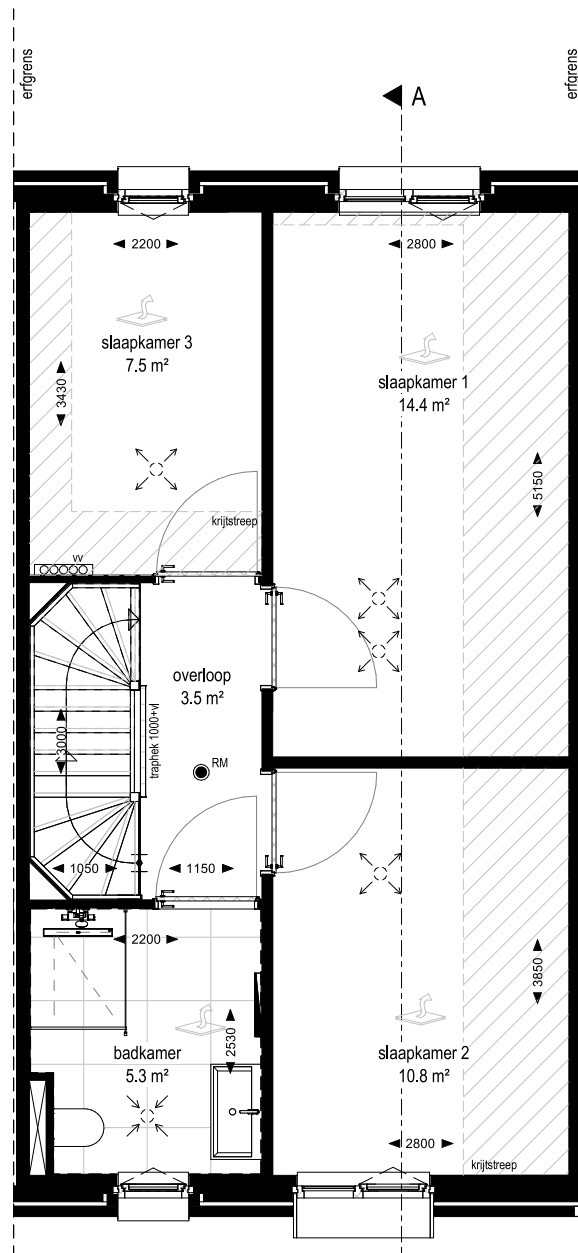 erfgrens
erfgrens
A
2200
2800
slaapkamer 3
7.5 m²
slaapkamer 1
14.4 m²
3430
5150
krijtstreep
vv
overloop
3.5 m²
traphek 1000+vl
3000
RM
1050
1150
2200
2530
3850
badkamer
5.3 m²
slaapkamer 2
10.8 m²
2800
krijtstreep